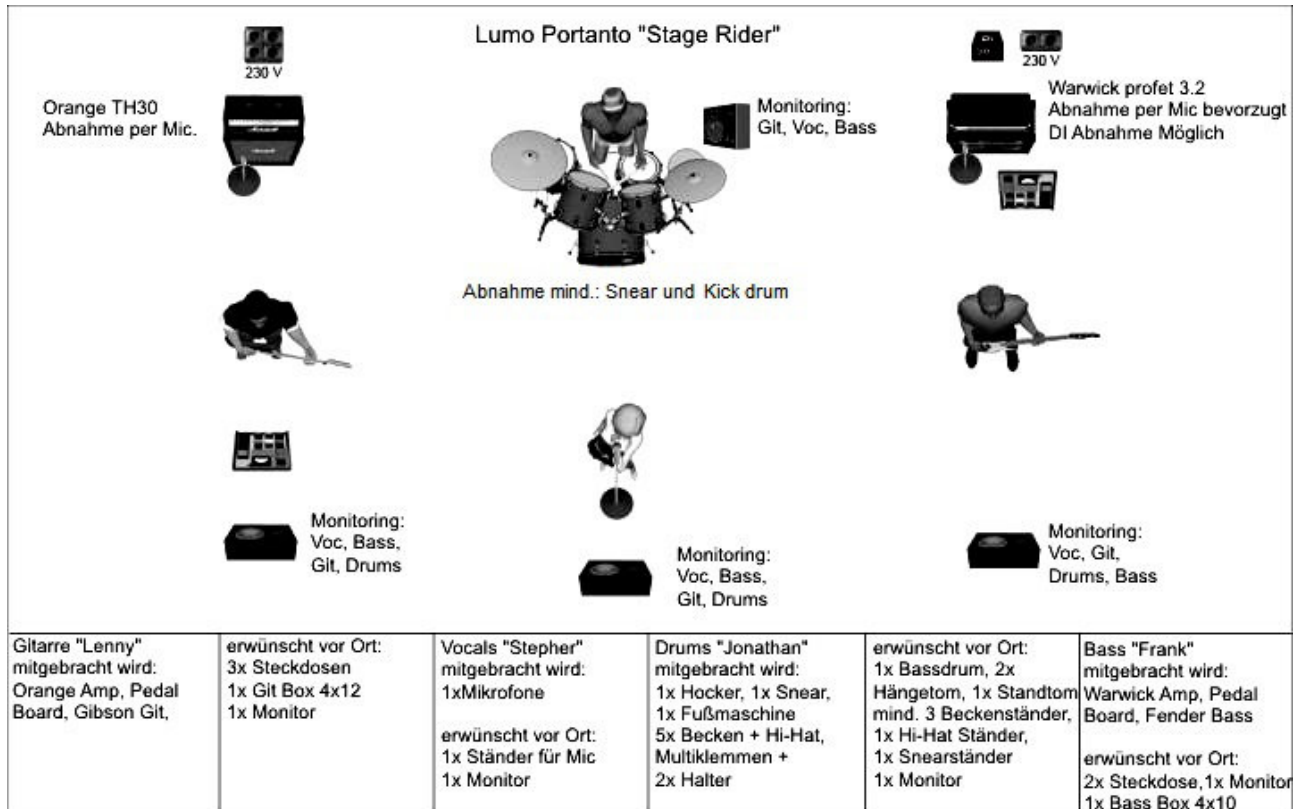 Lumo Portanto "Stage Rider"
230 V
230 V
Orange TH30
Abnahme per Mic.
Monitoring:
Git, Voc, Bass
Warwick profet 3.2
Abnahme per Mic bevorzugt
DI Abnahme Möglich
Abnahme mind.: Snear und Kick drum
Monitoring:
Voc, Bass,
Git, Drums
Monitoring:
Voc, Bass,
Git, Drums
Monitoring:
Voc, Git,
Drums, Bass
Gitarre "Lenny"
mitgebracht wird:
Orange Amp, Pedal
Board, Gibson Git,
erwünscht vor Ort:
3x Steckdosen
1x Git Box 4x12
1x Monitor
Vocals "Stepher"
mitgebracht wird:
1xMikrofone
erwünscht vor Ort:
1x Ständer für Mic
1x Monitor
Drums "Jonathan"
mitgebracht wird:
1x Hocker, 1x Snear,
1x Fußmaschine
5x Becken + Hi-Hat,
Multiklemmen +
2x Halter
erwünscht vor Ort:
1x Bassdrum, 2x
Hängetom, 1x Standtom
mind. 3 Beckenständer,
1x Hi-Hat Ständer,
1x Snearständer
1x Monitor
Bass "Frank"
mitgebracht wird:
Warwick Amp, Pedal
Board, Fender Bass
erwünscht vor Ort:
2x Steckdose,1x Monitor
1x Bass Box 4x10